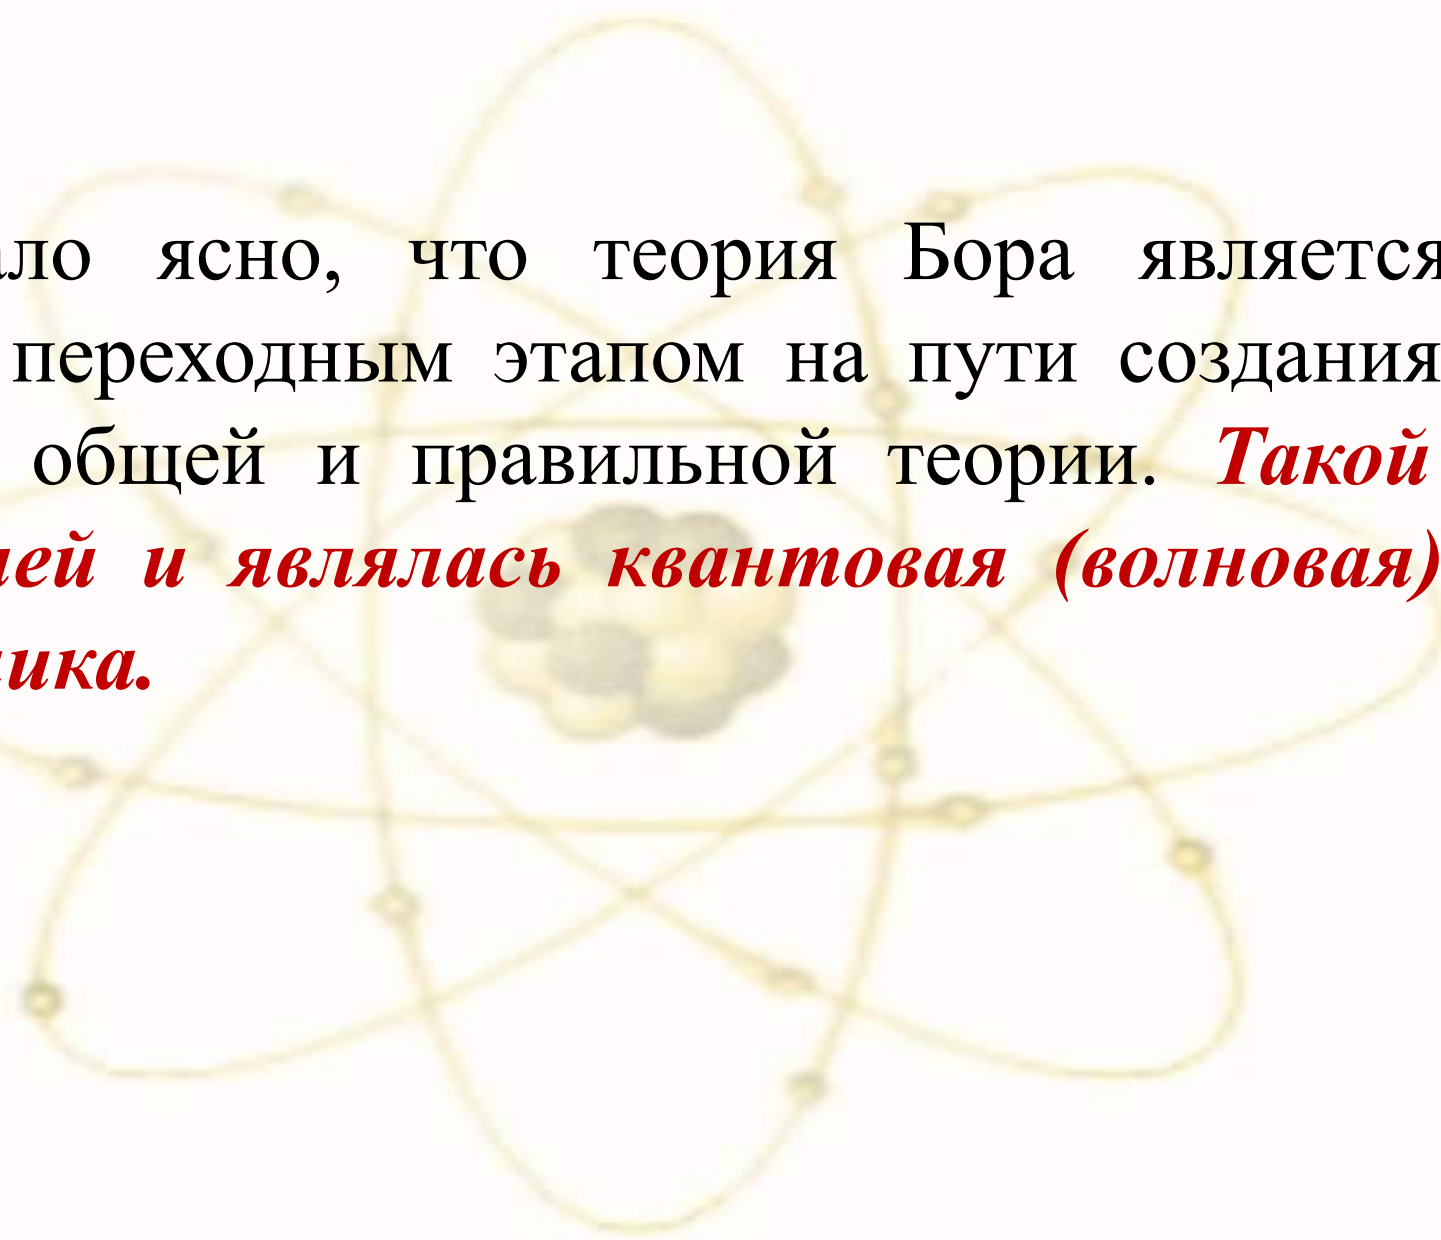 ало ясно, что теория Бора является
переходным этапом на пути создания
общей и правильной теории. Такой
ией и являлась квантовая (волновая)
ика.